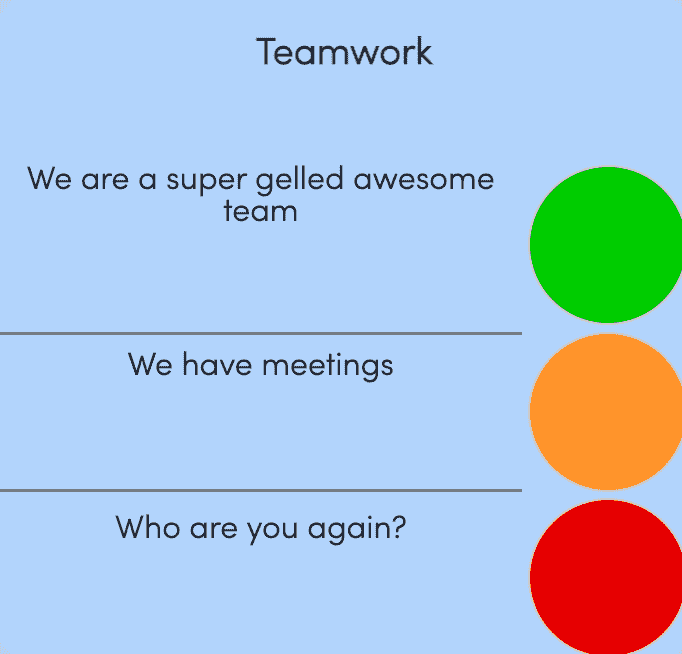 Teamwork
We are a super gelled awesome
team
We have meetings
Who are you again?